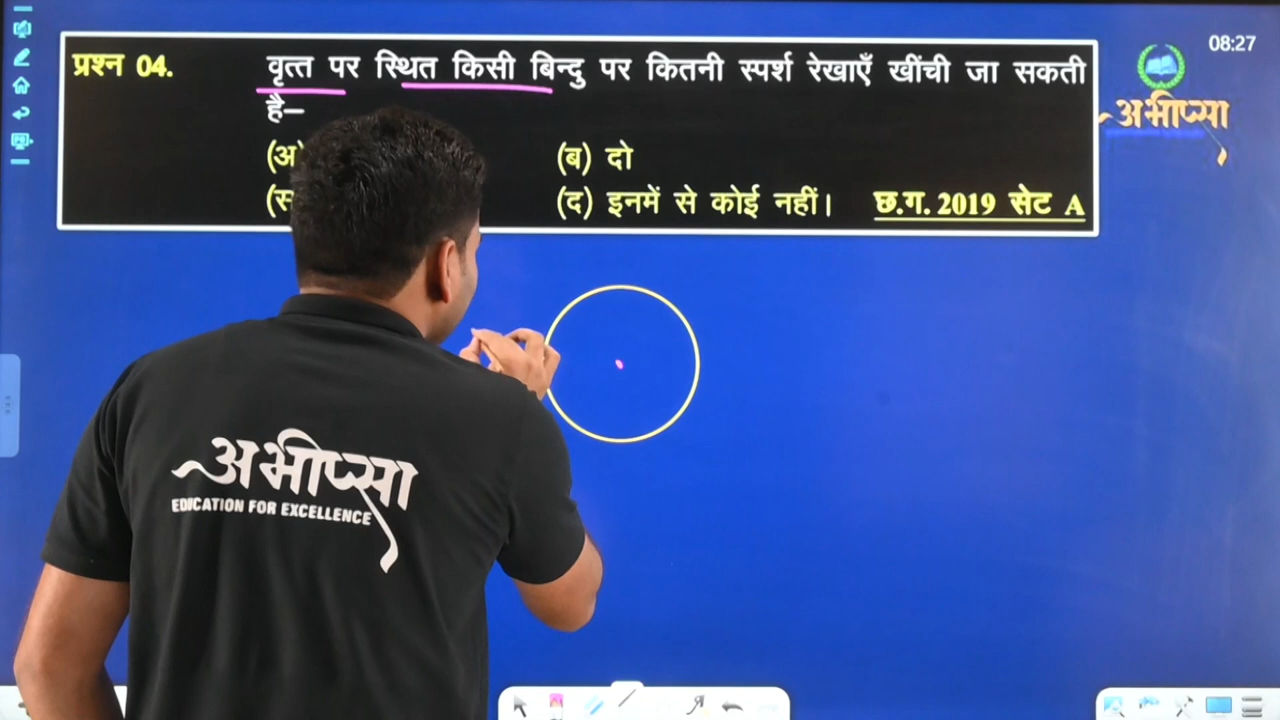 08:27
प्रश्न 04. वृत्त पर स्थित किसी बिन्दु पर कितनी स्पर्श रेखाएँ खींची जा सकती
है–
(अ) (ब) दो
(स (द) इनमें से कोई नहीं। छ.ग. 2019 सेट A
अभीप्सा
अभीप्सा
EDUCATION FOR EXCELLENCE